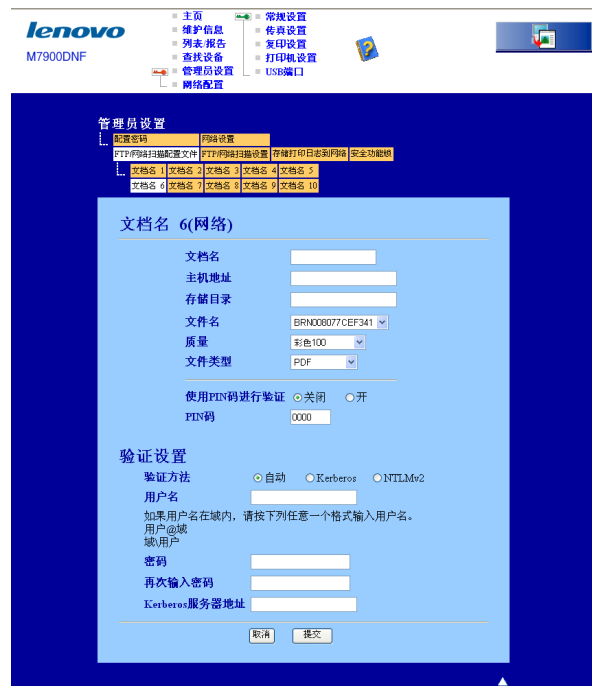 lenovo
M7900DNF
主页
维护信息
列表/报告
查找设备
管理员设置
网络配置
常规设置
传真设置
复印设置
打印机设置
USB端口
管理员设置
配置密码 网络设置
FTP/网络扫描配置文件 FTP/网络扫描设置 存储打印日志到网络 安全功能锁
文档名 1 文档名 2 文档名 3 文档名 4 文档名 5
文档名 6 文档名 7 文档名 8 文档名 9 文档名 10
文档名 6(网络)
文档名
主机地址
存储目录
文件名 BRN008077CEF341
质量 彩色100
文件类型 PDF
使用PIN码进行验证 关闭 开
PIN码 0000
验证设置
验证方法 自动 Kerberos NTLMv2
用户名
如果用户名在域内，请按下列任意一个格式输入用户名。
用户@域
域\用户
密码
再次输入密码
Kerberos服务器地址
取消 提交